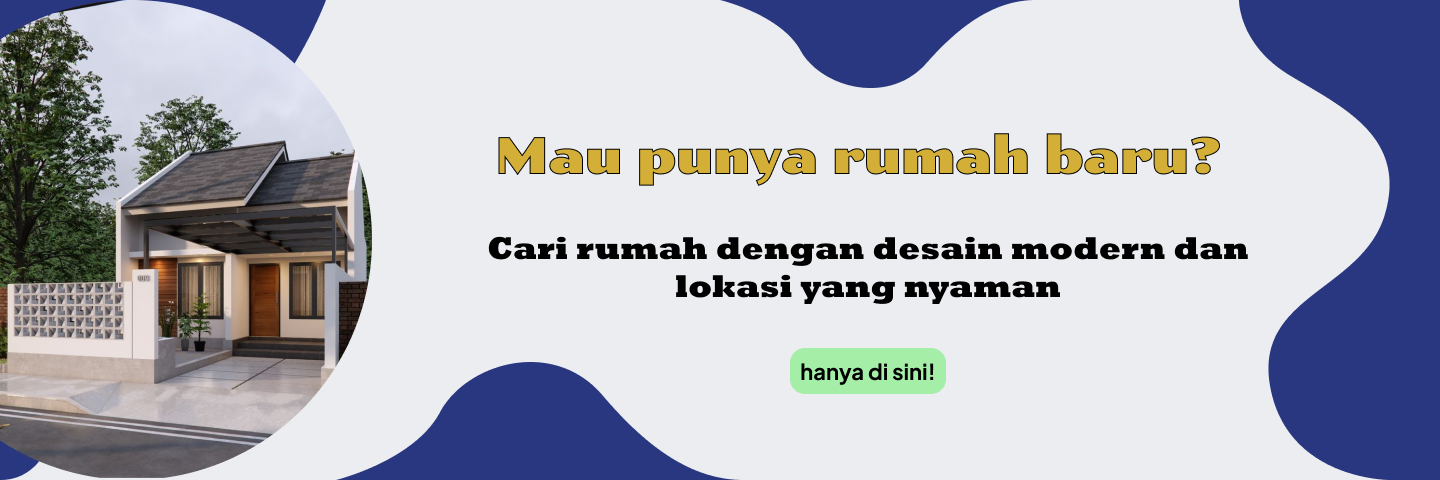 Mau punya rumah baru?
Cari rumah dengan desain modern dan
lokasi yang nyaman
hanya di sini!